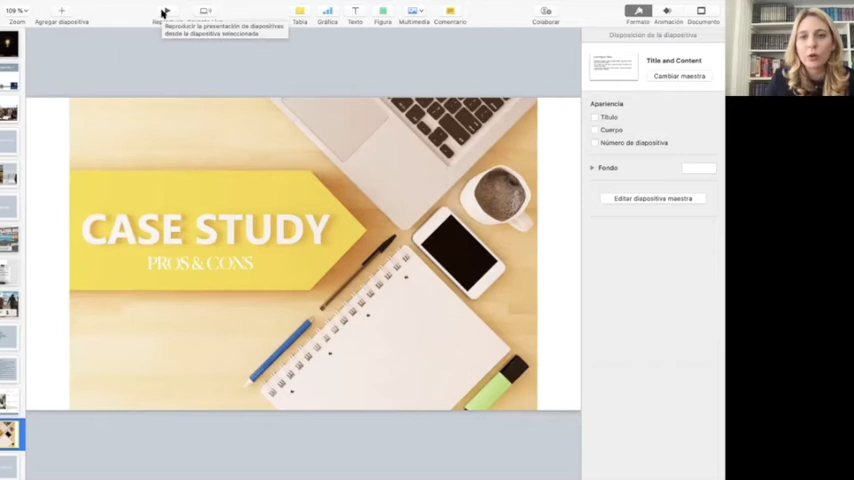 109 %
Zoom
Agregar diapositiva
Tabla
Gráfica
Texto
Figura
Multimedia
Comentario
Colaborar
Formato
Animación
Documento
Reproducir la presentación de diapositivas
desde la diapositiva seleccionada
Disposición de la diapositiva
Title and Content
Cambiar maestra
Apariencia
Título
Cuerpo
Número de diapositiva
Fondo
Editar diapositiva maestra
CASE STUDY
PROS & CONS